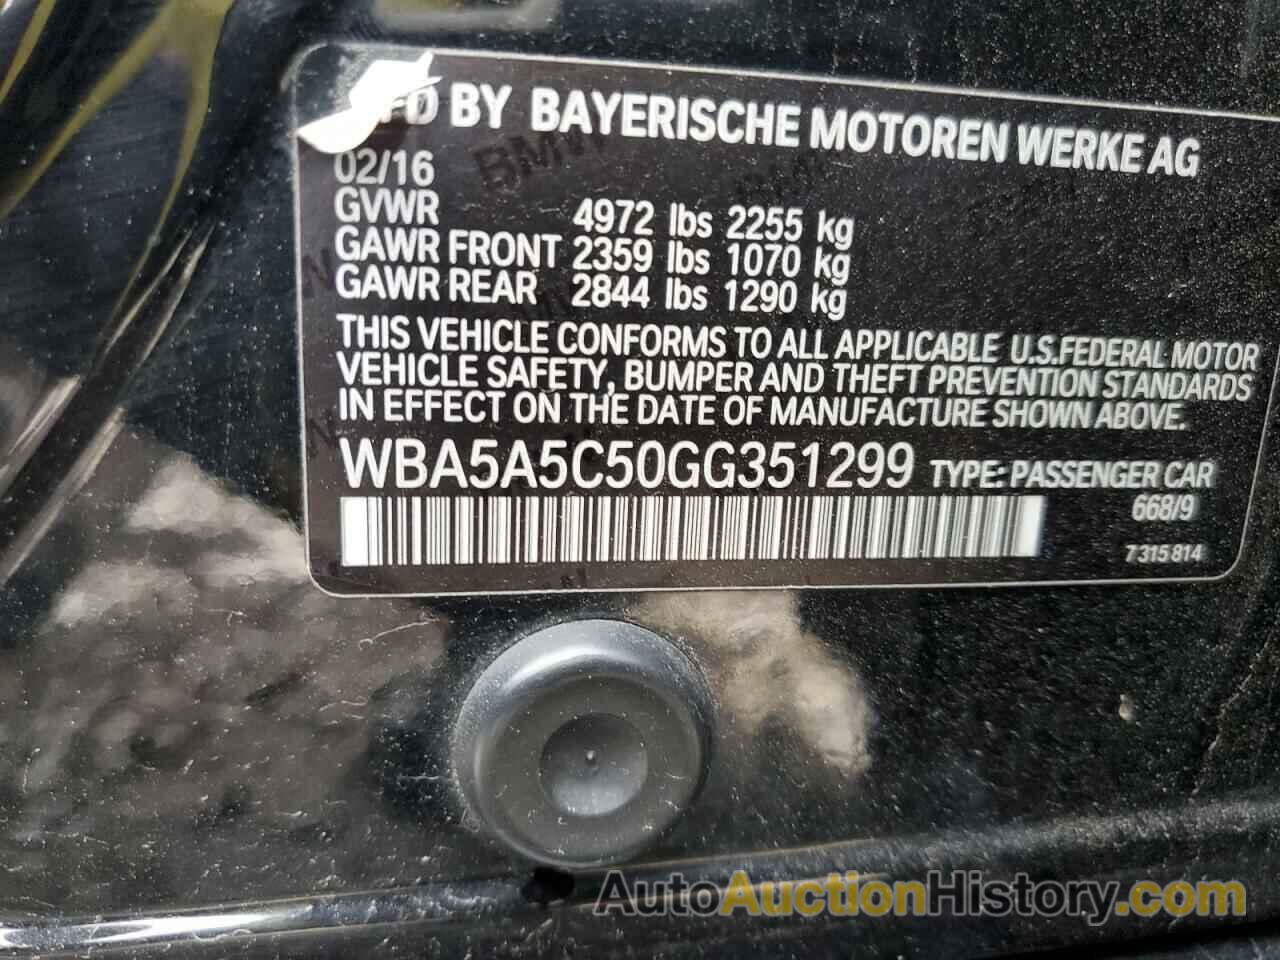 BY BAYERISCHE MOTOREN WERKE AG
02/16
GVWR 4972 lbs 2255 kg
GAWR FRONT 2359 lbs 1070 kg
GAWR REAR 2844 lbs 1290 kg
THIS VEHICLE CONFORMS TO ALL APPLICABLE U.S.FEDERAL MOTOR
VEHICLE SAFETY, BUMPER AND THEFT PREVENTION STANDARDS
IN EFFECT ON THE DATE OF MANUFACTURE SHOWN ABOVE.
WBA5A5C50GG351299 TYPE: PASSENGER CAR
668/9
7 315 814
AutoAuctionHistory.com